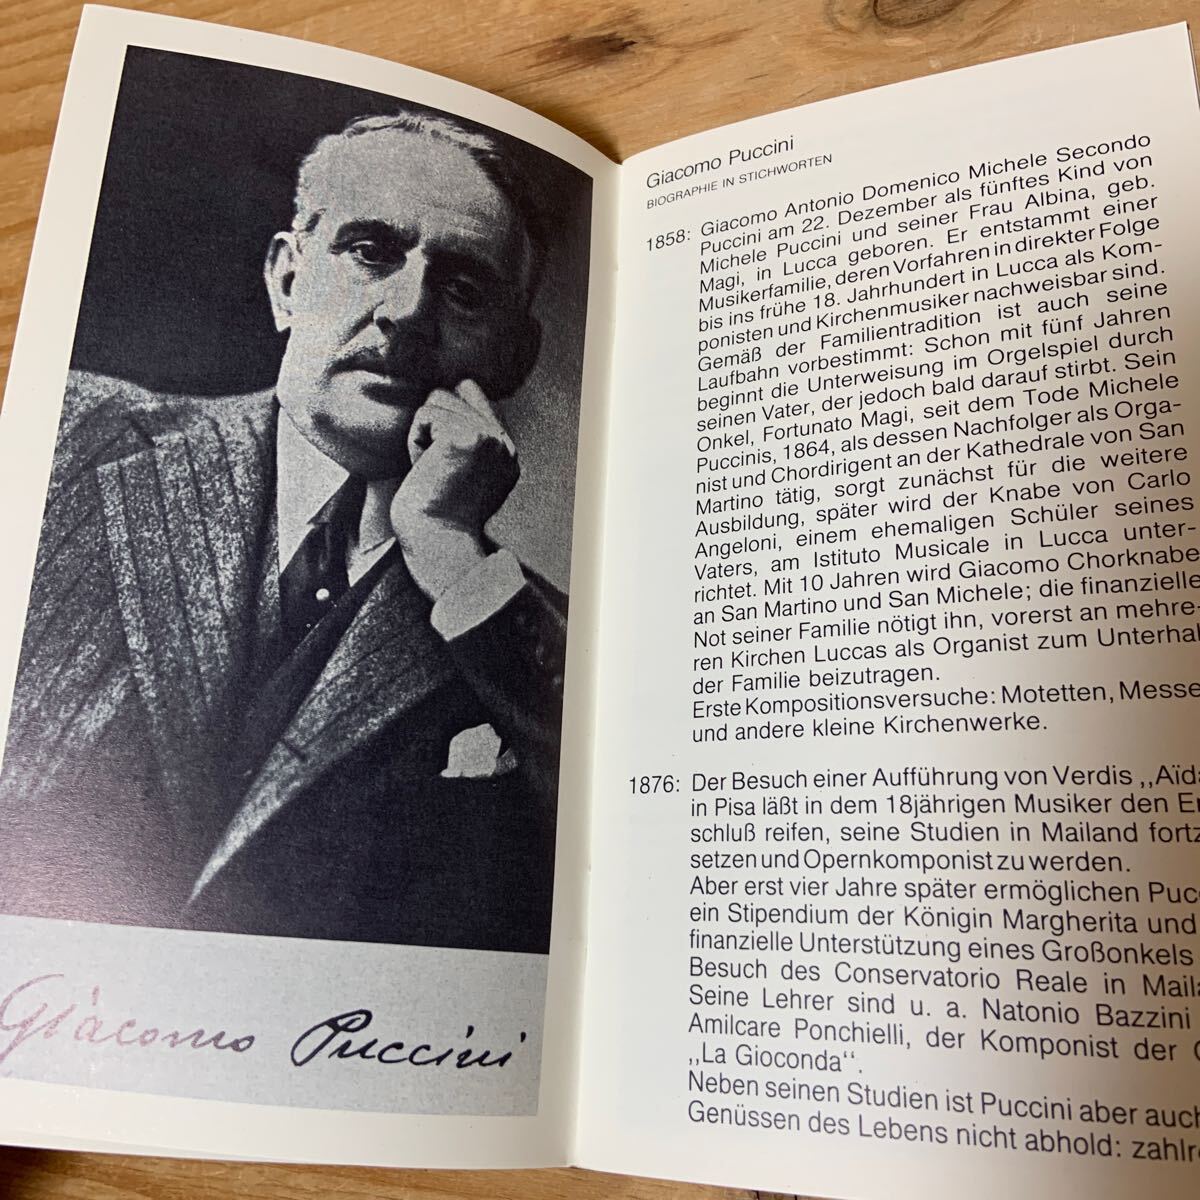 Giacomo Puccini
Giacomo Puccini
BIOGRAPHIE IN STICHWORTEN
1858: Giacomo Antonio Domenico Michele Secondo
Puccini am 22. Dezember als fünftes Kind von
Michele Puccini und seiner Frau Albina, geb.
Magi, in Lucca geboren. Er entstammt einer
Musikerfamilie, deren Vorfahren in direkter Folge
bis ins frühe 18. Jahrhundert in Lucca als Kom-
ponisten und Kirchenmusiker nachweisbar sind.
Gemäß der Familientradition ist auch seine
Laufbahn vorbestimmt: Schon mit fünf Jahren
beginnt die Unterweisung im Orgelspiel durch
seinen Vater, der jedoch bald darauf stirbt. Sein
Onkel, Fortunato Magi, seit dem Tode Michele
Puccinis, 1864, als dessen Nachfolger als Orga-
nist und Chordirigent an der Kathedrale von San
Martino tätig, sorgt zunächst für die weitere
Ausbildung, später wird der Knabe von Carlo
Angeloni, einem ehemaligen Schüler seines
Vaters, am Istituto Musicale in Lucca unter-
richtet. Mit 10 Jahren wird Giacomo Chorknabe
an San Martino und San Michele; die finanzielle
Not seiner Familie nötigt ihn, vorerst an mehre-
ren Kirchen Luccas als Organist zum Unterhal
der Familie beizutragen.
Erste Kompositionsversuche: Motetten, Messe
und andere kleine Kirchenwerke.
1876: Der Besuch einer Aufführung von Verdis „Aïda
in Pisa läßt in dem 18jährigen Musiker den En
schluß reifen, seine Studien in Mailand fortz
setzen und Opernkomponist zu werden.
Aber erst vier Jahre später ermöglichen Puc
ein Stipendium der Königin Margherita und
finanzielle Unterstützung eines Großonkels
Besuch des Conservatorio Reale in Maila
Seine Lehrer sind u. a. Natonio Bazzini
Amilcare Ponchielli, der Komponist der
„La Gioconda“.
Neben seinen Studien ist Puccini aber auch
Genüssen des Lebens nicht abhold: zahlre